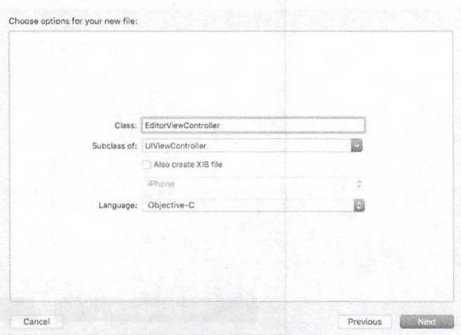 Choose options for your new file:
Class: EditorViewController
Subclass of: UIViewController
Also create XIB file
iPhone
Language: Objective-C
Cancel Previous Next